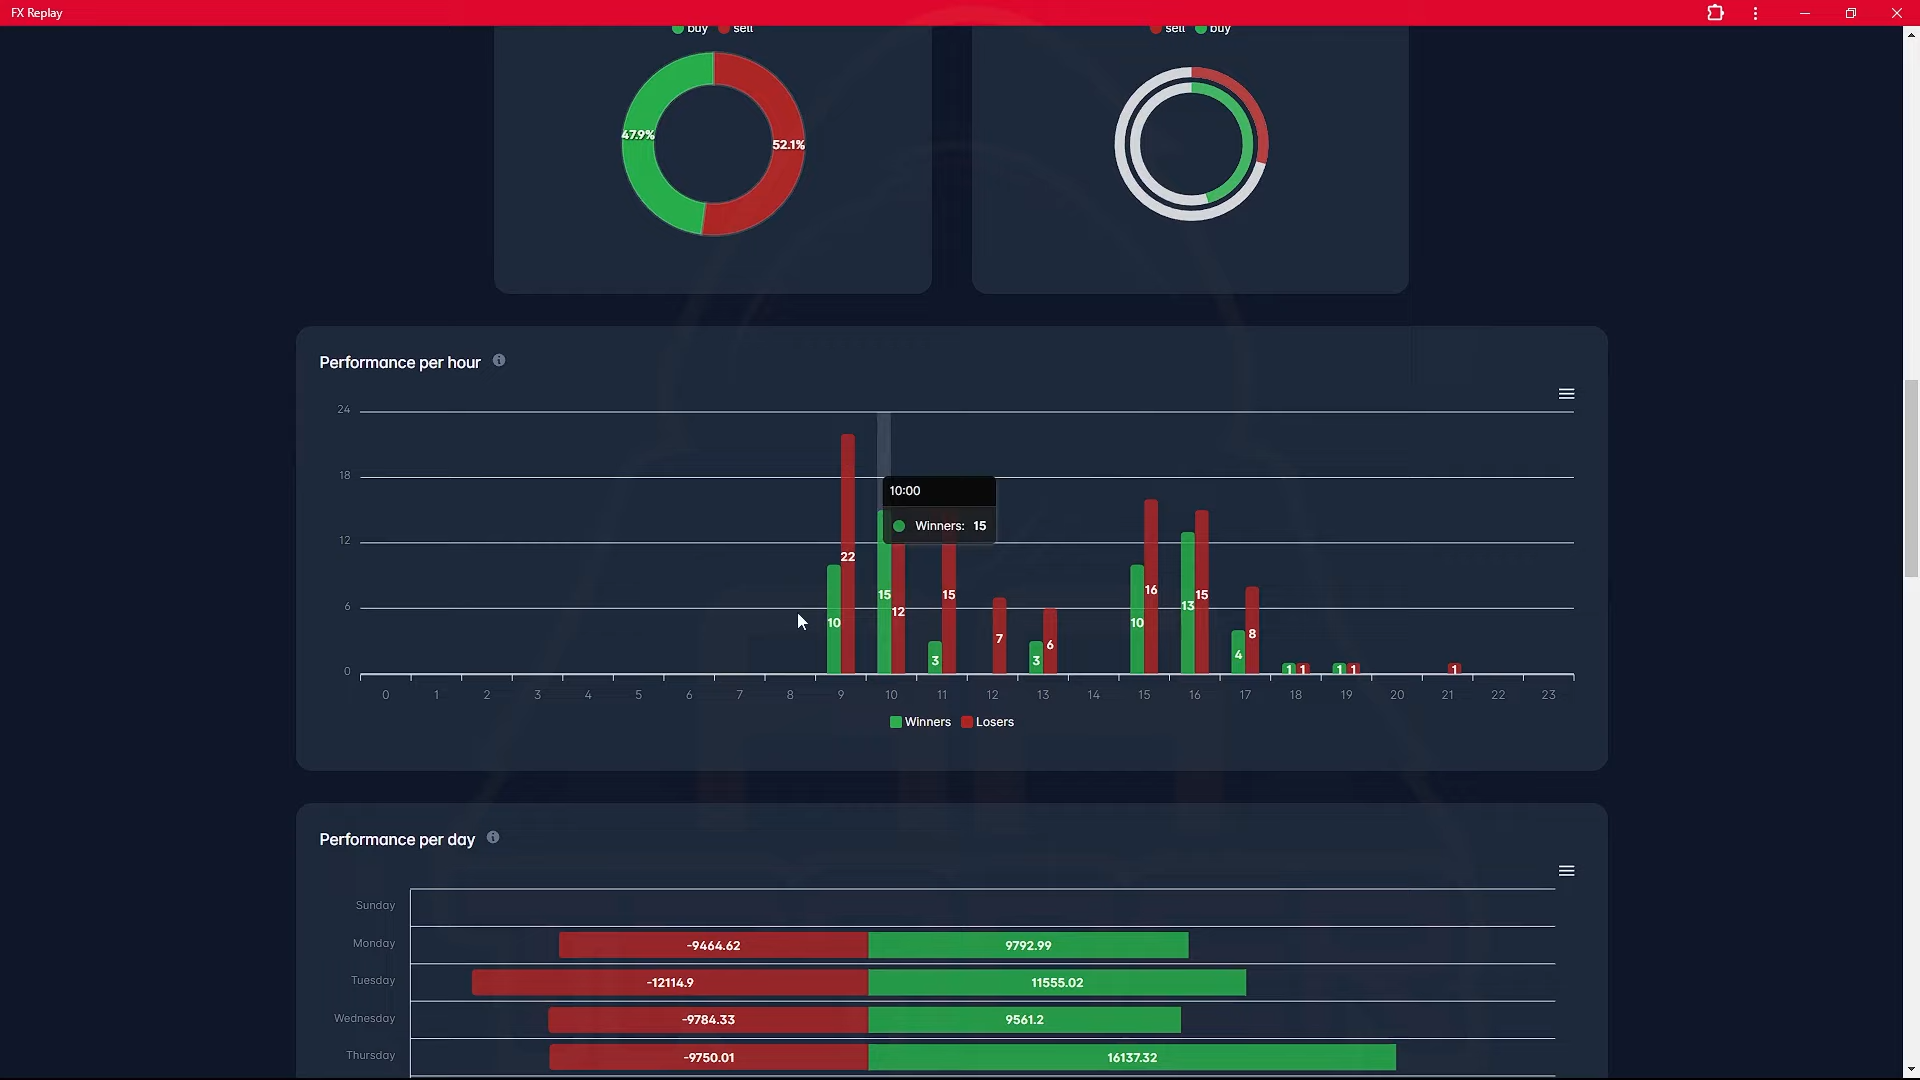 FX Replay
buy sell
sell buy
47.9%
52.1%
Performance per hour
24
18
12
6
0
10:00
Winners: 15
10
22
15
12
3
15
7
3
6
10
16
13
15
4
8
1
1
1
1
1
0 1 2 3 4 5 6 7 8 9 10 11 12 13 14 15 16 17 18 19 20 21 22 23
Winners Losers
Performance per day
Sunday
Monday -9464.62 9792.99
Tuesday -12114.9 11555.02
Wednesday -9784.33 9561.2
Thursday -9750.01 16137.32